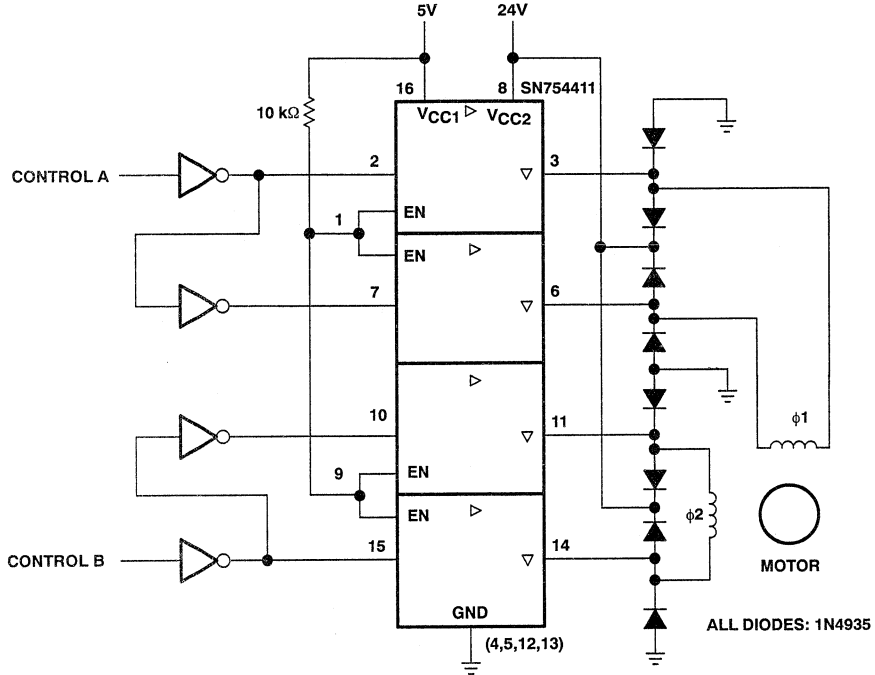 5V
24V
16
8
SN754411
10 kΩ
VCC1
VCC2
CONTROL A
2
3
1
EN
EN
7
6
10
11
φ1
9
EN
EN
φ2
15
14
CONTROL B
MOTOR
GND
(4,5,12,13)
ALL DIODES: 1N4935